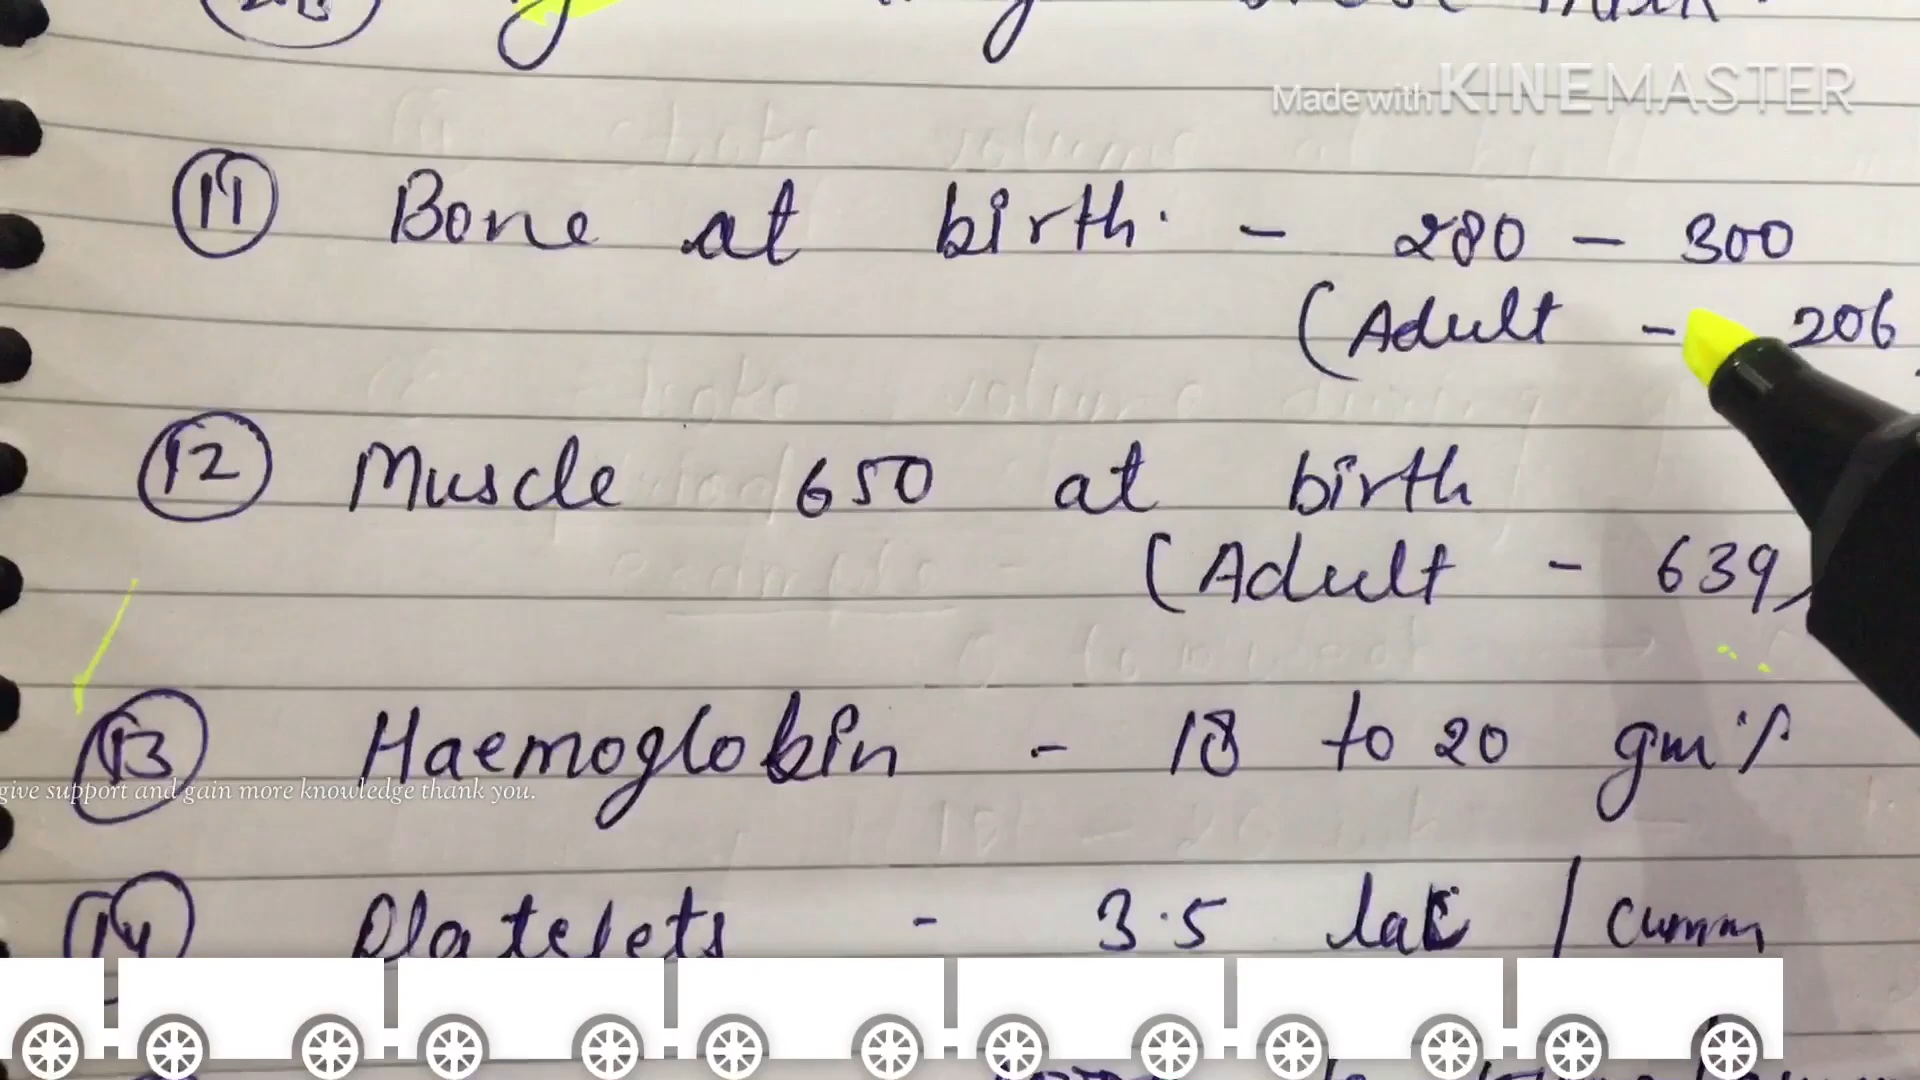 Made with KINEMASTER
11 Bone at birth. - 280 - 300
(Adult - 206
12 Muscle 650 at birth
(Adult - 639)
13 Haemoglobin - 18 to 20 gm%
give support and gain more knowledge thank you.
14 Platelets - 3.5 lac / cumm